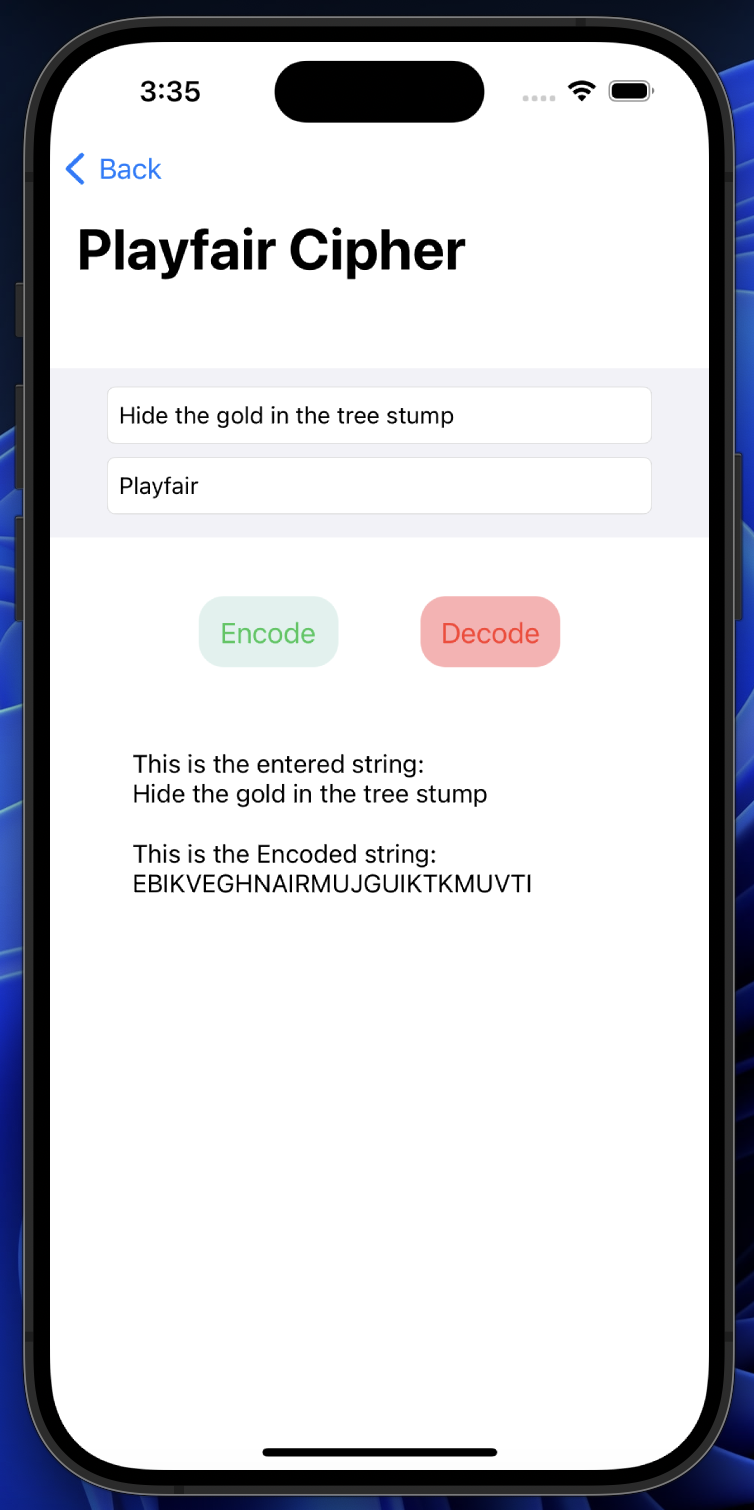 3:35
Back
Playfair Cipher
Hide the gold in the tree stump
Playfair
Encode
Decode
This is the entered string:
Hide the gold in the tree stump
This is the Encoded string:
EBIKVEGHNAIRMUJGUIKTKMUVTI